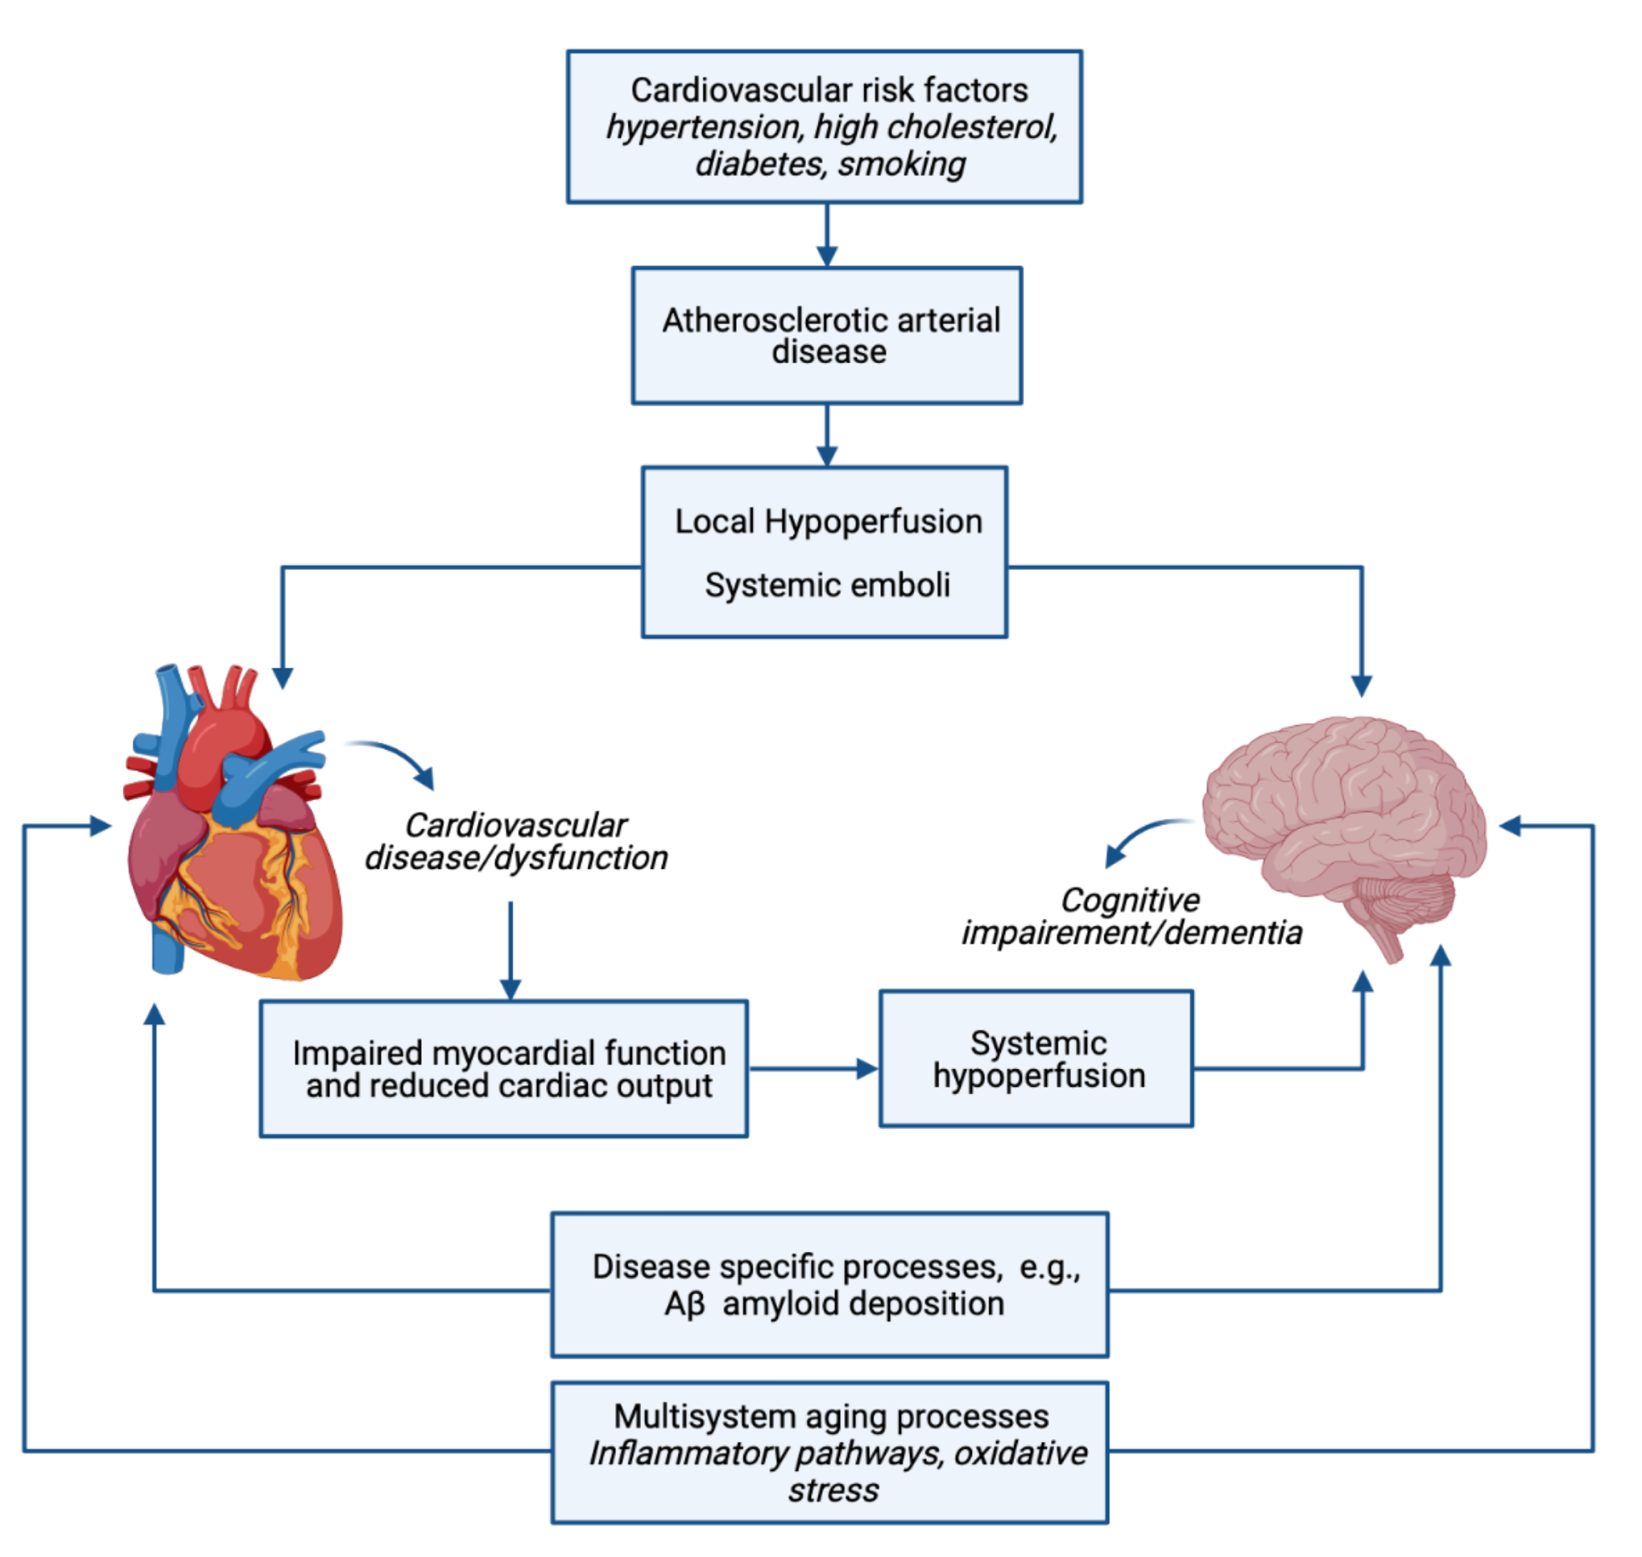 Cardiovascular risk factors
hypertension, high cholesterol,
diabetes, smoking
Atherosclerotic arterial
disease
Local Hypoperfusion
Systemic emboli
Cardiovascular
disease/dysfunction
Cognitive
impairement/dementia
Impaired myocardial function
and reduced cardiac output
Systemic
hypoperfusion
Disease specific processes, e.g.,
Aβ amyloid deposition
Multisystem aging processes
Inflammatory pathways, oxidative
stress